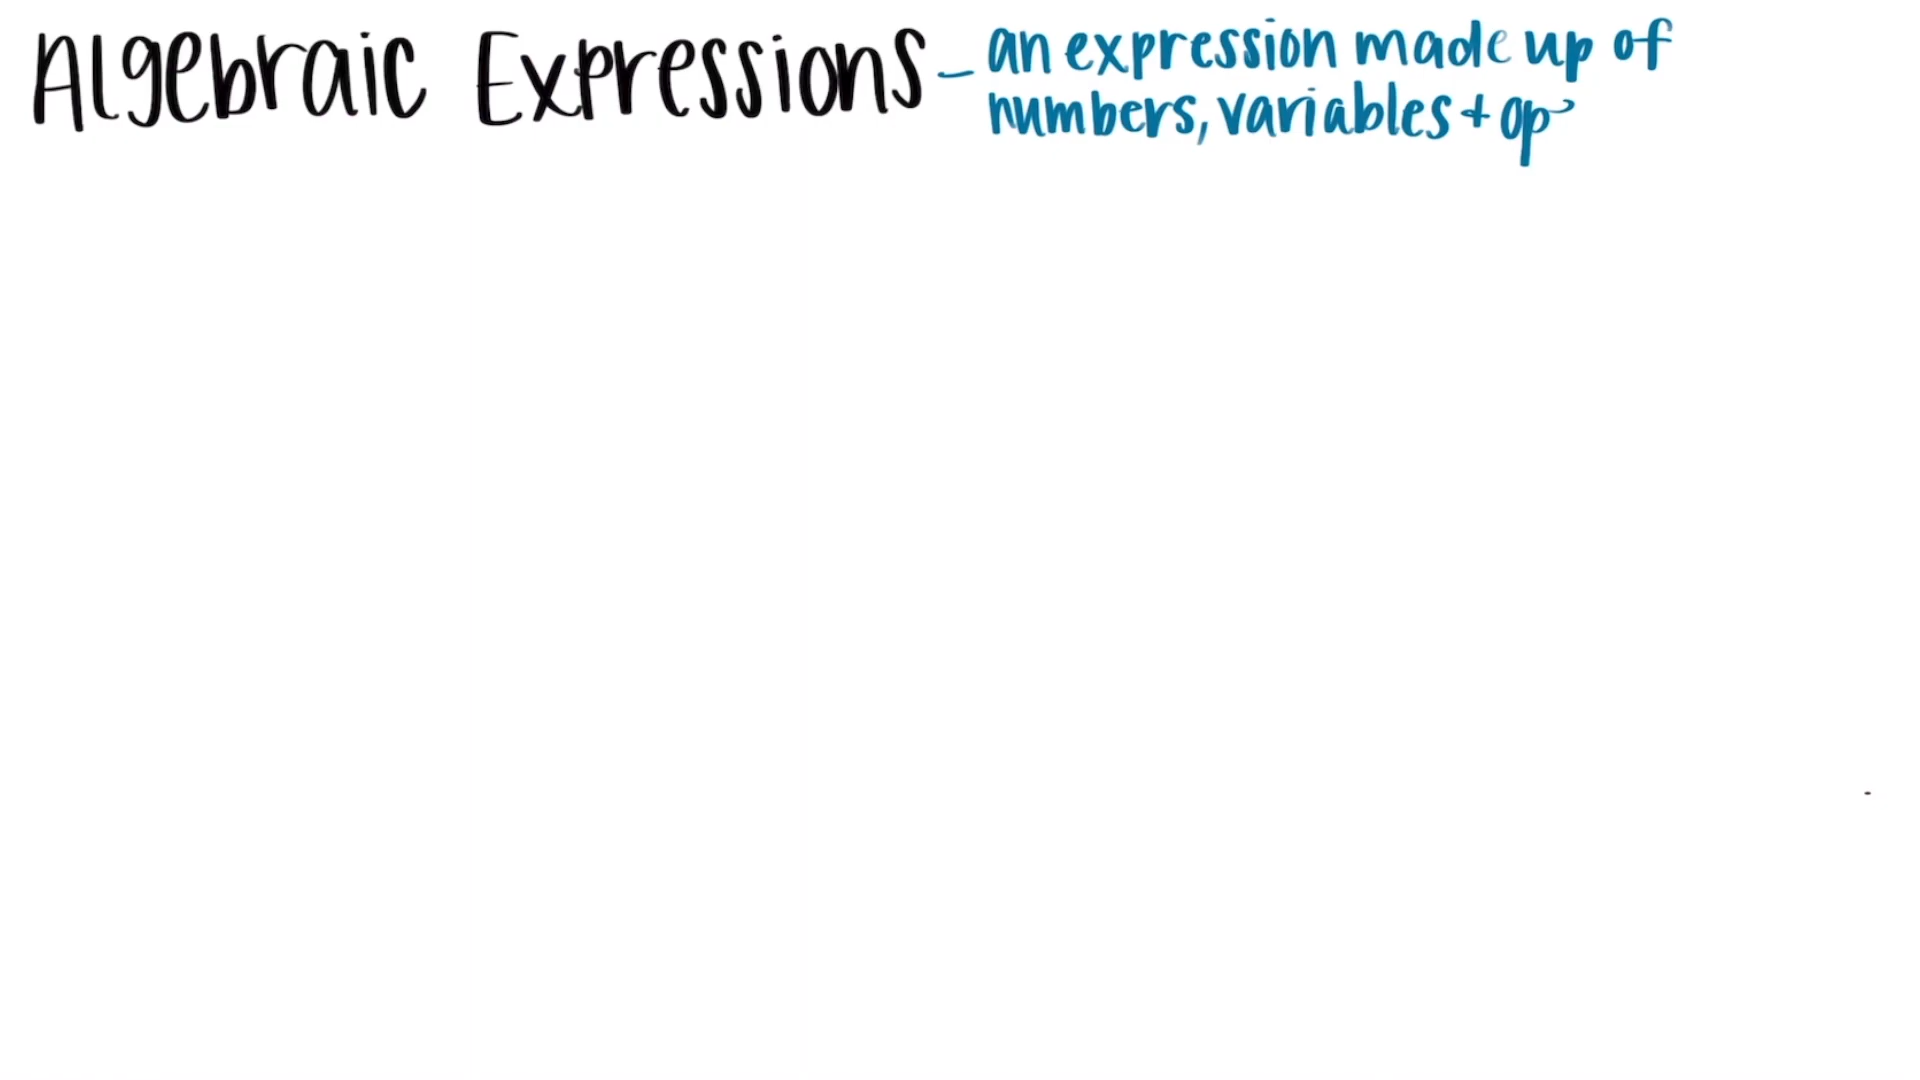 Algebraic Expressions - an expression made up of
numbers, variables + op